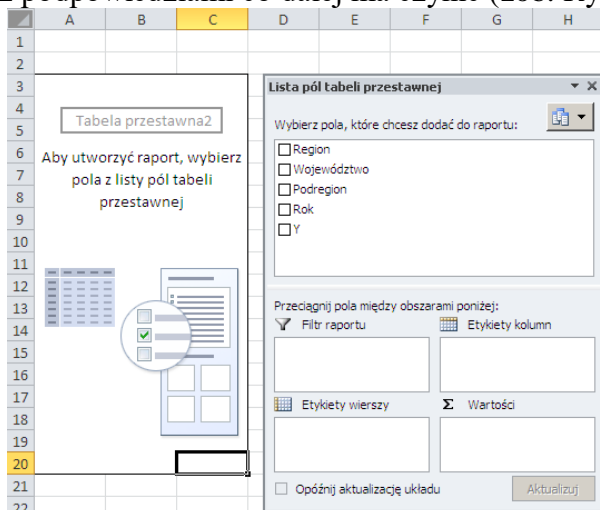 z podpowiedziami co dalej ma czynić (zob. Ry
A B C D E F G H
1
2
3
4
5
6
7
8
9
10
11
12
13
14
15
16
17
18
19
20
21
22
Tabela przestawna2
Aby utworzyć raport, wybierz
pola z listy pól tabeli
przestawnej
Lista pól tabeli przestawnej
Wybierz pola, które chcesz dodać do raportu:
Region
Województwo
Podregion
Rok
Y
Przeciągnij pola między obszarami poniżej:
Filtr raportu
Etykiety kolumn
Etykiety wierszy
Σ Wartości
Opóźnij aktualizację układu
Aktualizuj